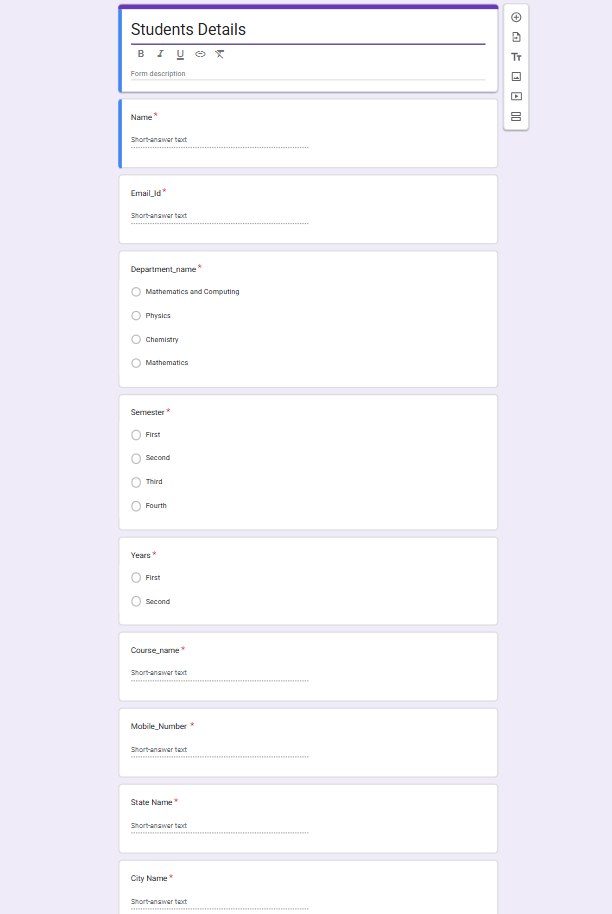 Students Details
B I U
Form description
Tт
Name *
Short-answer text
Email_Id *
Short-answer text
Department_name *
Mathematics and Computing
Physics
Chemistry
Mathematics
Semester *
First
Second
Third
Fourth
Years *
First
Second
Course_name *
Short-answer text
Mobile_Number *
Short-answer text
State Name *
Short-answer text
City Name *
Short-answer text